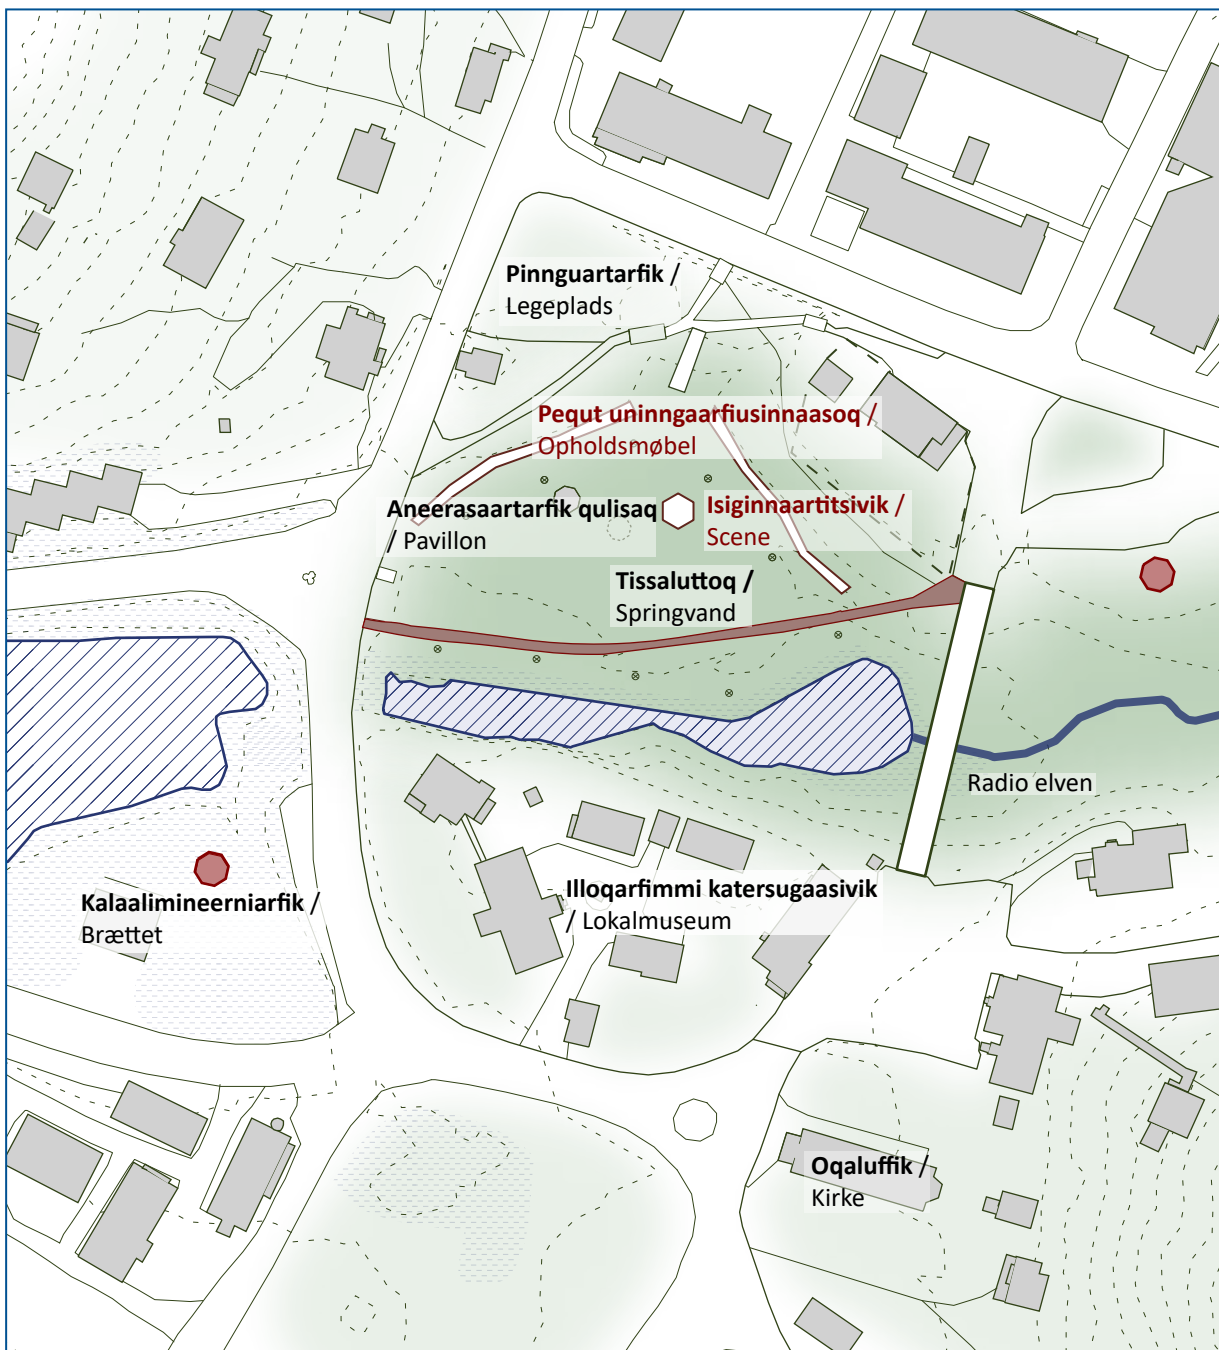 Pinnguartarfik /
Legeplads
Pequt uninngaarfiusinnaasoq /
Opholdsmøbel
Aneerasaartarfik qulisaq
/ Pavillon
Isiginnaartitsivik /
Scene
Tissaluttoq /
Springvand
Radio elven
Kalaalimineerniarfik /
Brættet
Illoqarfimmi katersugaasivik
/ Lokalmuseum
Oqaluffik /
Kirke